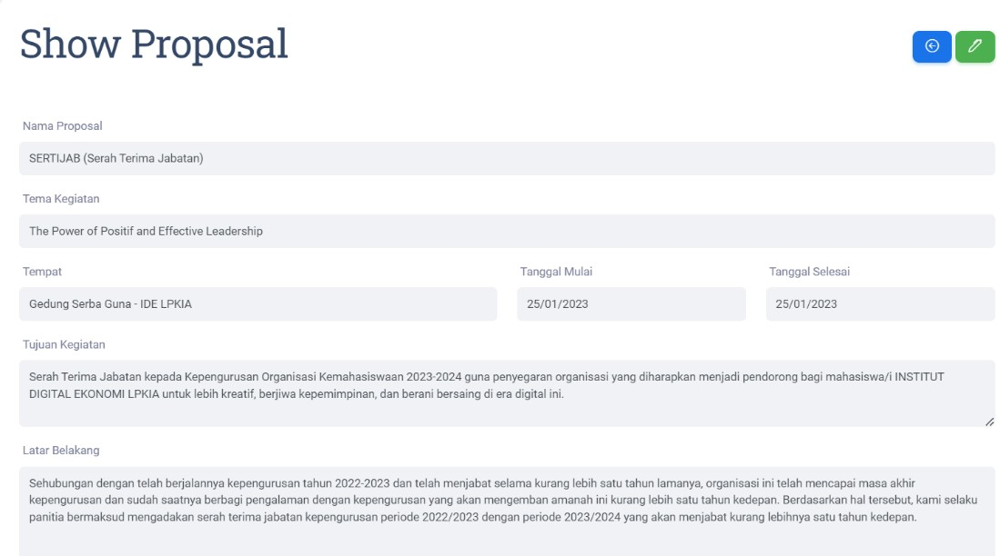 Show Proposal
Nama Proposal
SERTIJAB (Serah Terima Jabatan)
Tema Kegiatan
The Power of Positif and Effective Leadership
Tempat
Tanggal Mulai
Tanggal Selesai
Gedung Serba Guna - IDE LPKIA
25/01/2023
25/01/2023
Tujuan Kegiatan
Serah Terima Jabatan kepada Kepengurusan Organisasi Kemahasiswaan 2023-2024 guna penyegaran organisasi yang diharapkan menjadi pendorong bagi mahasiswa/i INSTITUT
DIGITAL EKONOMI LPKIA untuk lebih kreatif, berjiwa kepemimpinan, dan berani bersaing di era digital ini.
Latar Belakang
Sehubungan dengan telah berjalannya kepengurusan tahun 2022-2023 dan telah menjabat selama kurang lebih satu tahun lamanya, organisasi ini telah mencapai masa akhir
kepengurusan dan sudah saatnya berbagi pengalaman dengan kepengurusan yang akan mengemban amanah ini kurang lebih satu tahun kedepan. Berdasarkan hal tersebut, kami selaku
panitia bermaksud mengadakan serah terima jabatan kepengurusan periode 2022/2023 dengan periode 2023/2024 yang akan menjabat kurang lebihnya satu tahun kedepan.